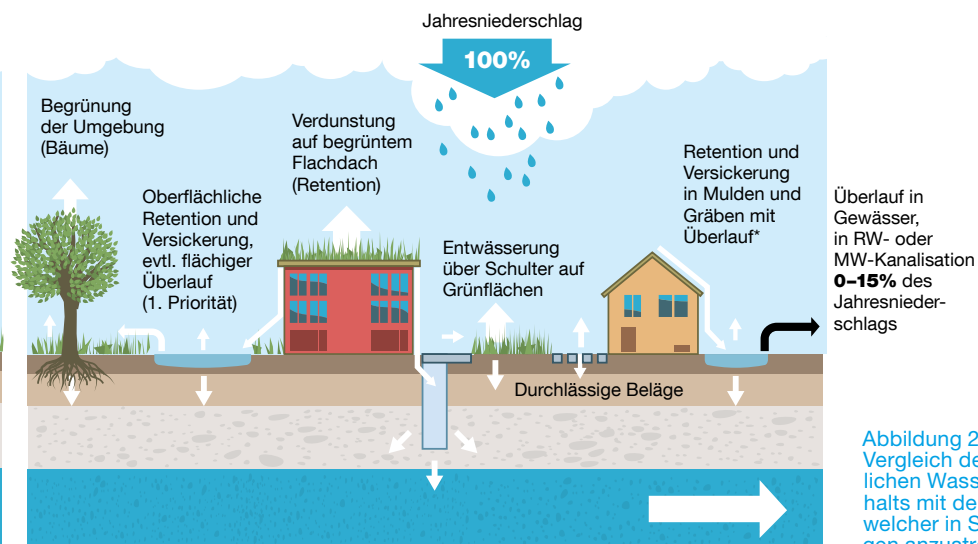 Jahresniederschlag
100%
Begrünung
der Umgebung
(Bäume)
Oberflächliche
Retention und
Versickerung,
evtl. flächiger
Überlauf
(1. Priorität)
Verdunstung
auf begrüntem
Flachdach
(Retention)
Entwässerung
über Schulter auf
Grünflächen
Retention und
Versickerung
in Mulden und
Gräben mit
Überlauf*
Überlauf in
Gewässer,
in RW- oder
MW-Kanalisation
0–15% des
Jahresnieder-
schlags
Durchlässige Beläge
Abbildung 2
Vergleich de
lichen Wass
halts mit de
welcher in S